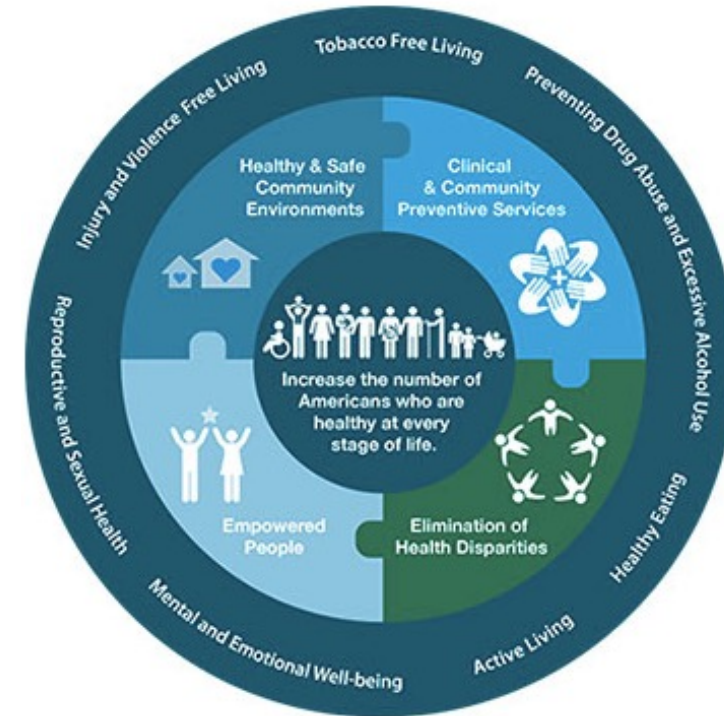 Tobacco Free Living
Preventing Drug Abuse and Excessive Alcohol Use
Healthy Eating
Active Living
Mental and Emotional Well-being
Reproductive and Sexual Health
Injury and Violence Free Living
Healthy & Safe
Community
Environments
Clinical
& Community
Preventive Services
Elimination of
Health Disparities
Empowered
People
Increase the number of
Americans who are
healthy at every
stage of life.